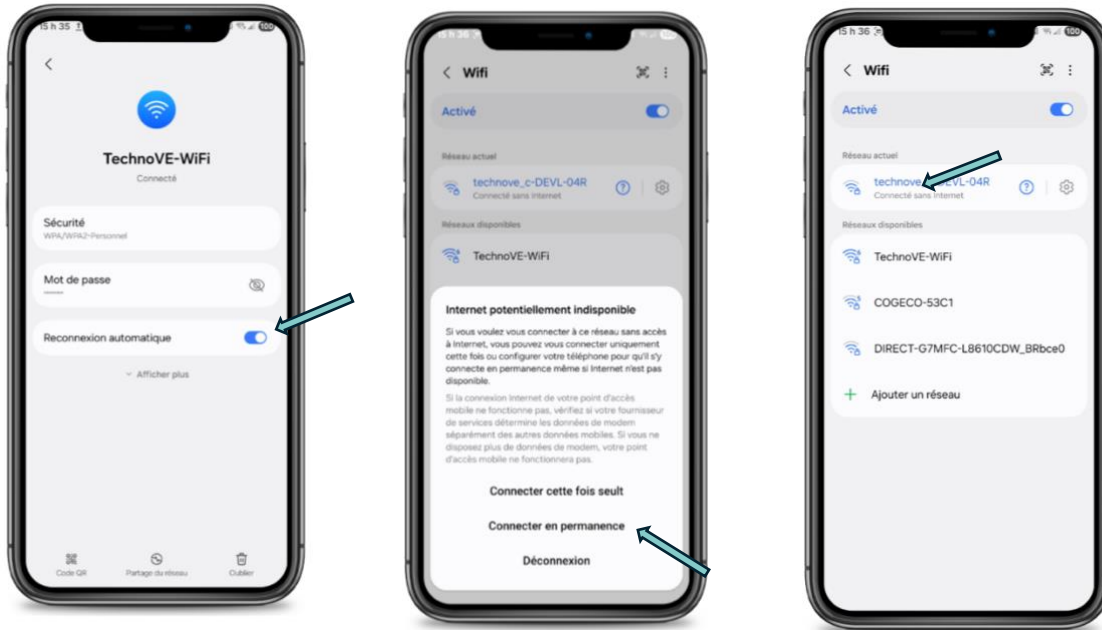 15 h 35
100
TechnoVE-WiFi
Connecté
Sécurité
WPA/WPA2-Personnel
Mot de passe
Reconnexion automatique
Afficher plus
Code QR
Partage du réseau
Oublier
15 h 36
Wifi
Activé
Réseau actuel
technove_c-DEVL-04R
Connecté sans Internet
Réseaux disponibles
TechnoVE-WiFi
Internet potentiellement indisponible
Si vous voulez vous connecter à ce réseau sans accès
à Internet, vous pouvez vous connecter uniquement
cette fois ou configurer votre téléphone pour qu'il s'y
connecte en permanence même si Internet n'est pas
disponible.
Si la connexion Internet de votre point d'accès
mobile ne fonctionne pas, vérifiez si votre fournisseur
de services détermine les données de modem
séparément des autres données mobiles. Si vous ne
disposez plus de données de modem, votre point
d'accès mobile ne fonctionnera pas.
Connecter cette fois seult
Connecter en permanence
Déconnexion
15 h 36
100
Wifi
Activé
Réseau actuel
technove DEVL-04R
Connecté sans Internet
Réseaux disponibles
TechnoVE-WiFi
COGECO-53C1
DIRECT-G7MFC-L8610CDW_BRbce0
Ajouter un réseau